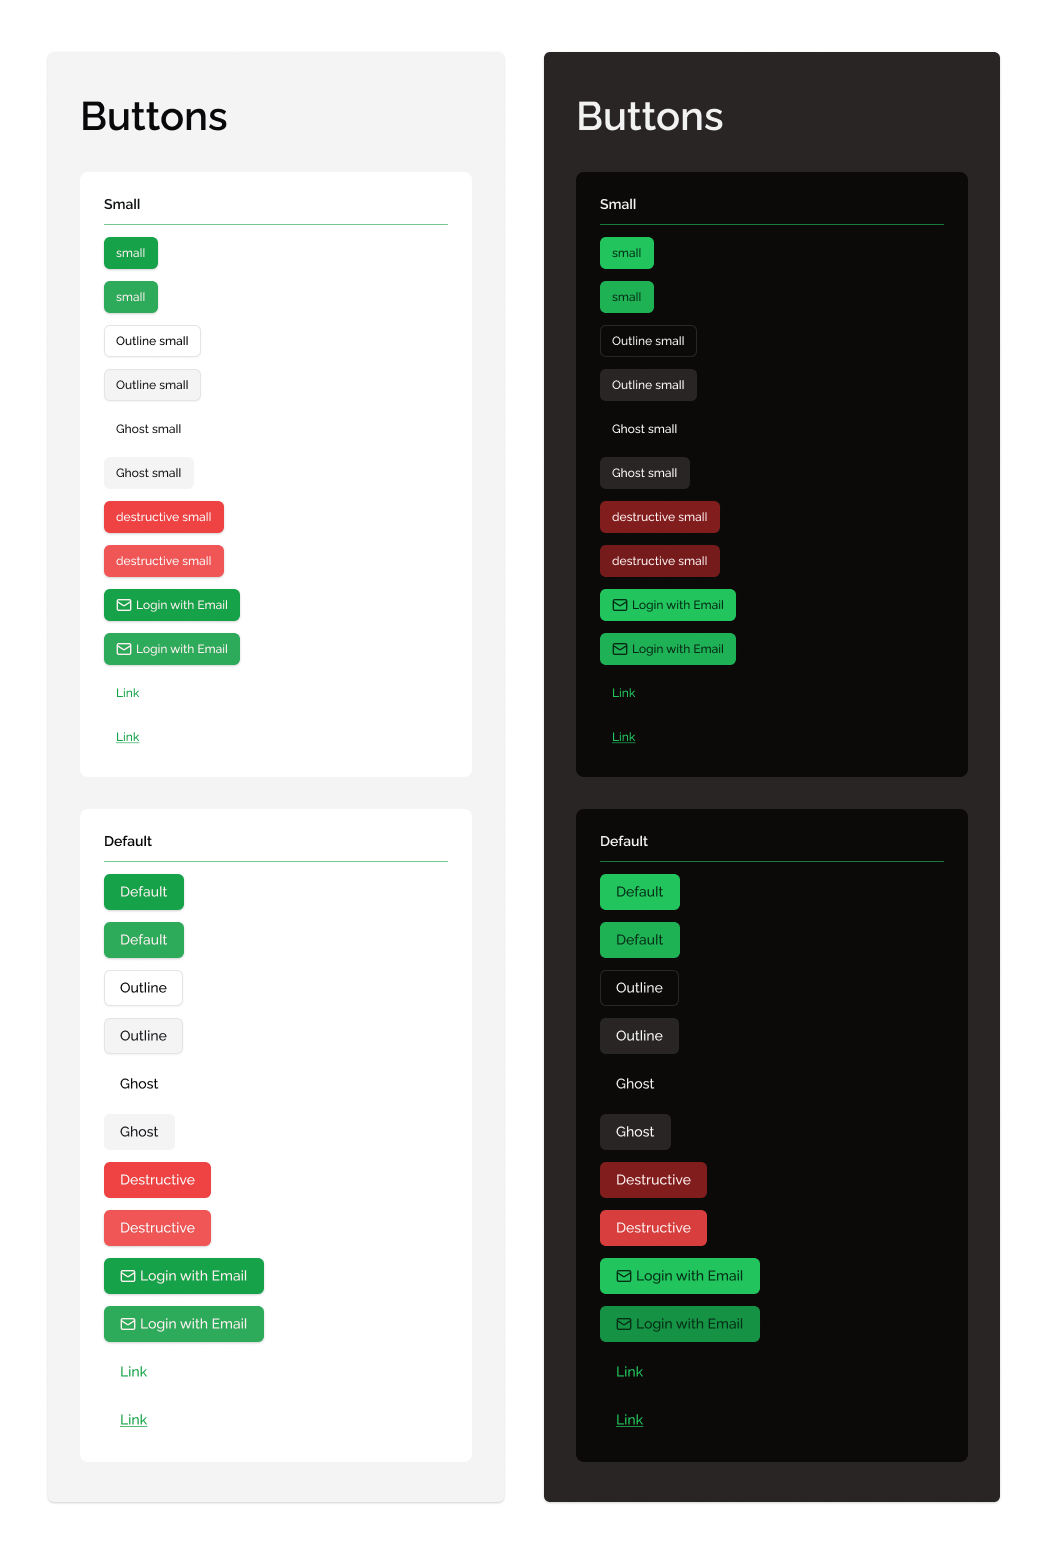 Buttons
Small
small
small
Outline small
Outline small
Ghost small
Ghost small
destructive small
destructive small
Login with Email
Login with Email
Link
Link
Default
Default
Default
Outline
Outline
Ghost
Ghost
Destructive
Destructive
Login with Email
Login with Email
Link
Link
Buttons
Small
small
small
Outline small
Outline small
Ghost small
Ghost small
destructive small
destructive small
Login with Email
Login with Email
Link
Link
Default
Default
Default
Outline
Outline
Ghost
Ghost
Destructive
Destructive
Login with Email
Login with Email
Link
Link